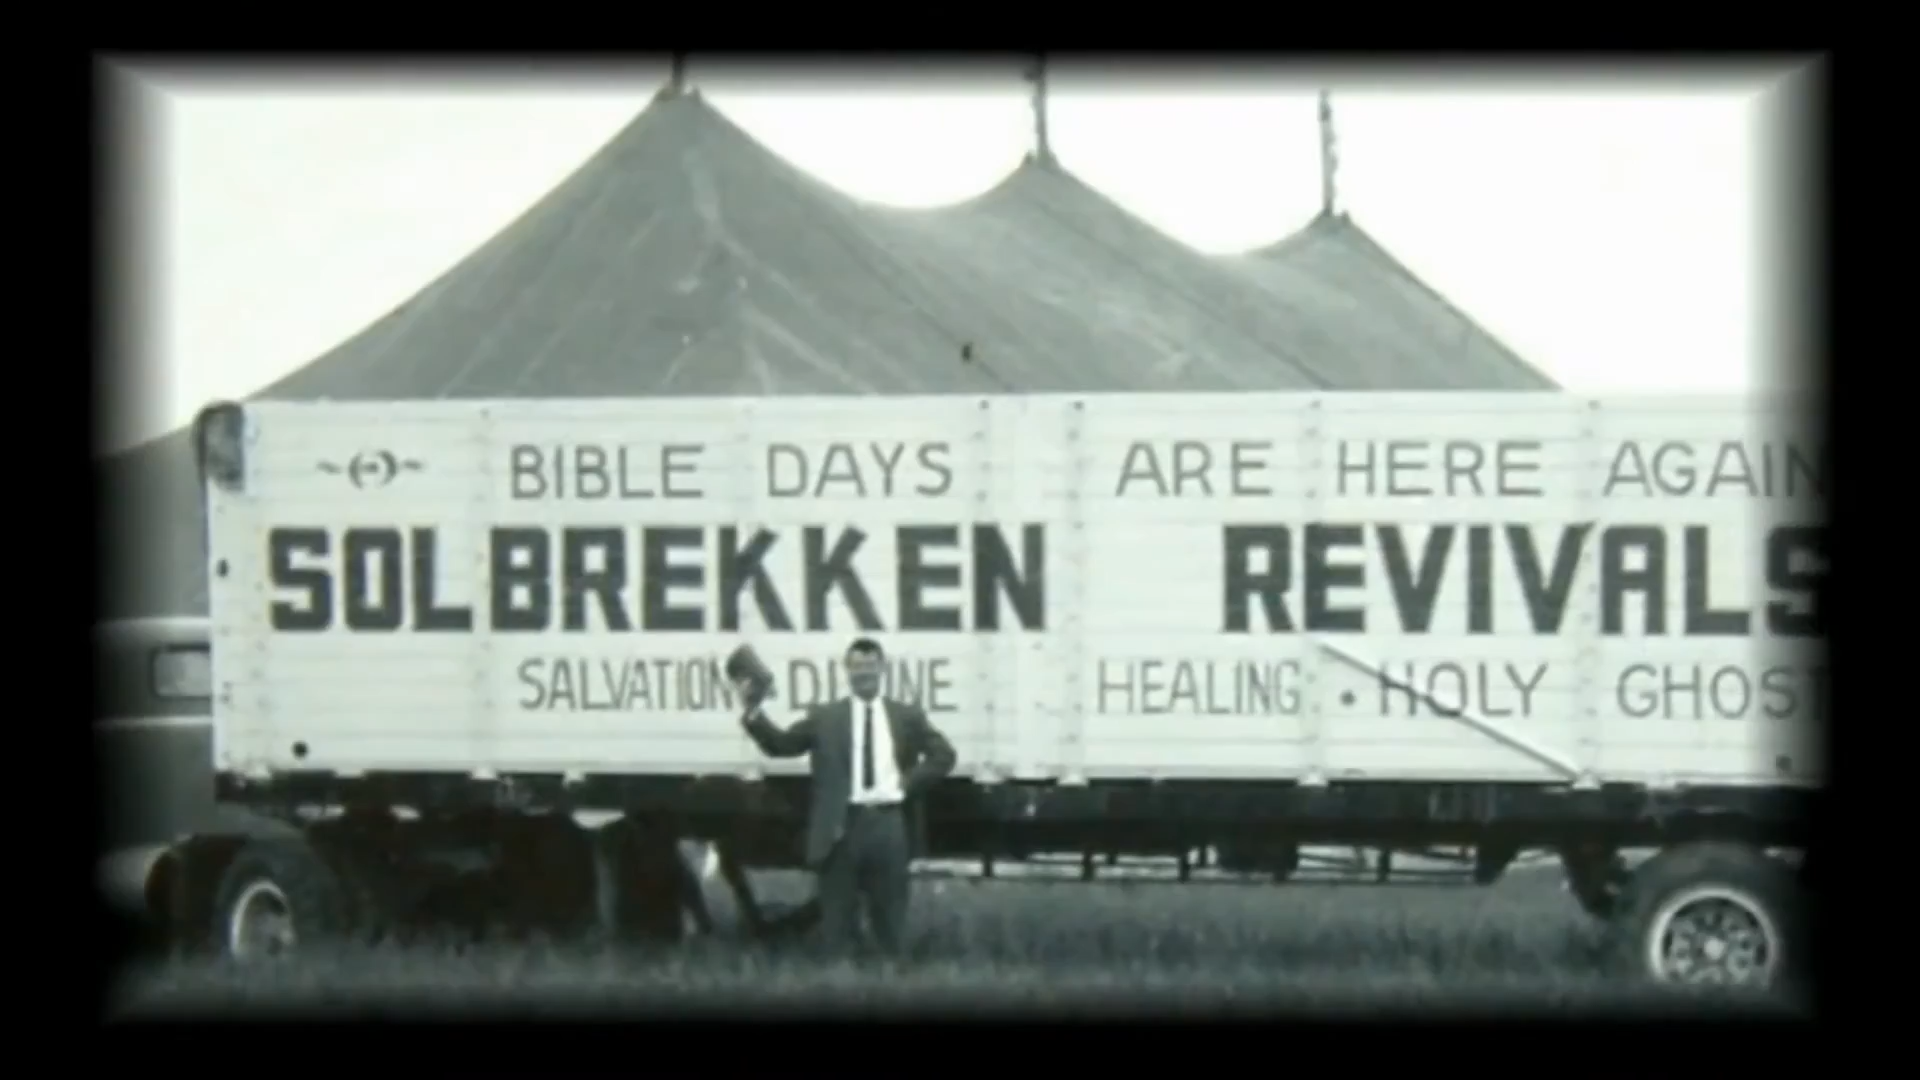 BIBLE DAYS ARE HERE AGAIN
SOLBREKKEN REVIVALS
SALVATION DIVINE HEALING • HOLY GHOST